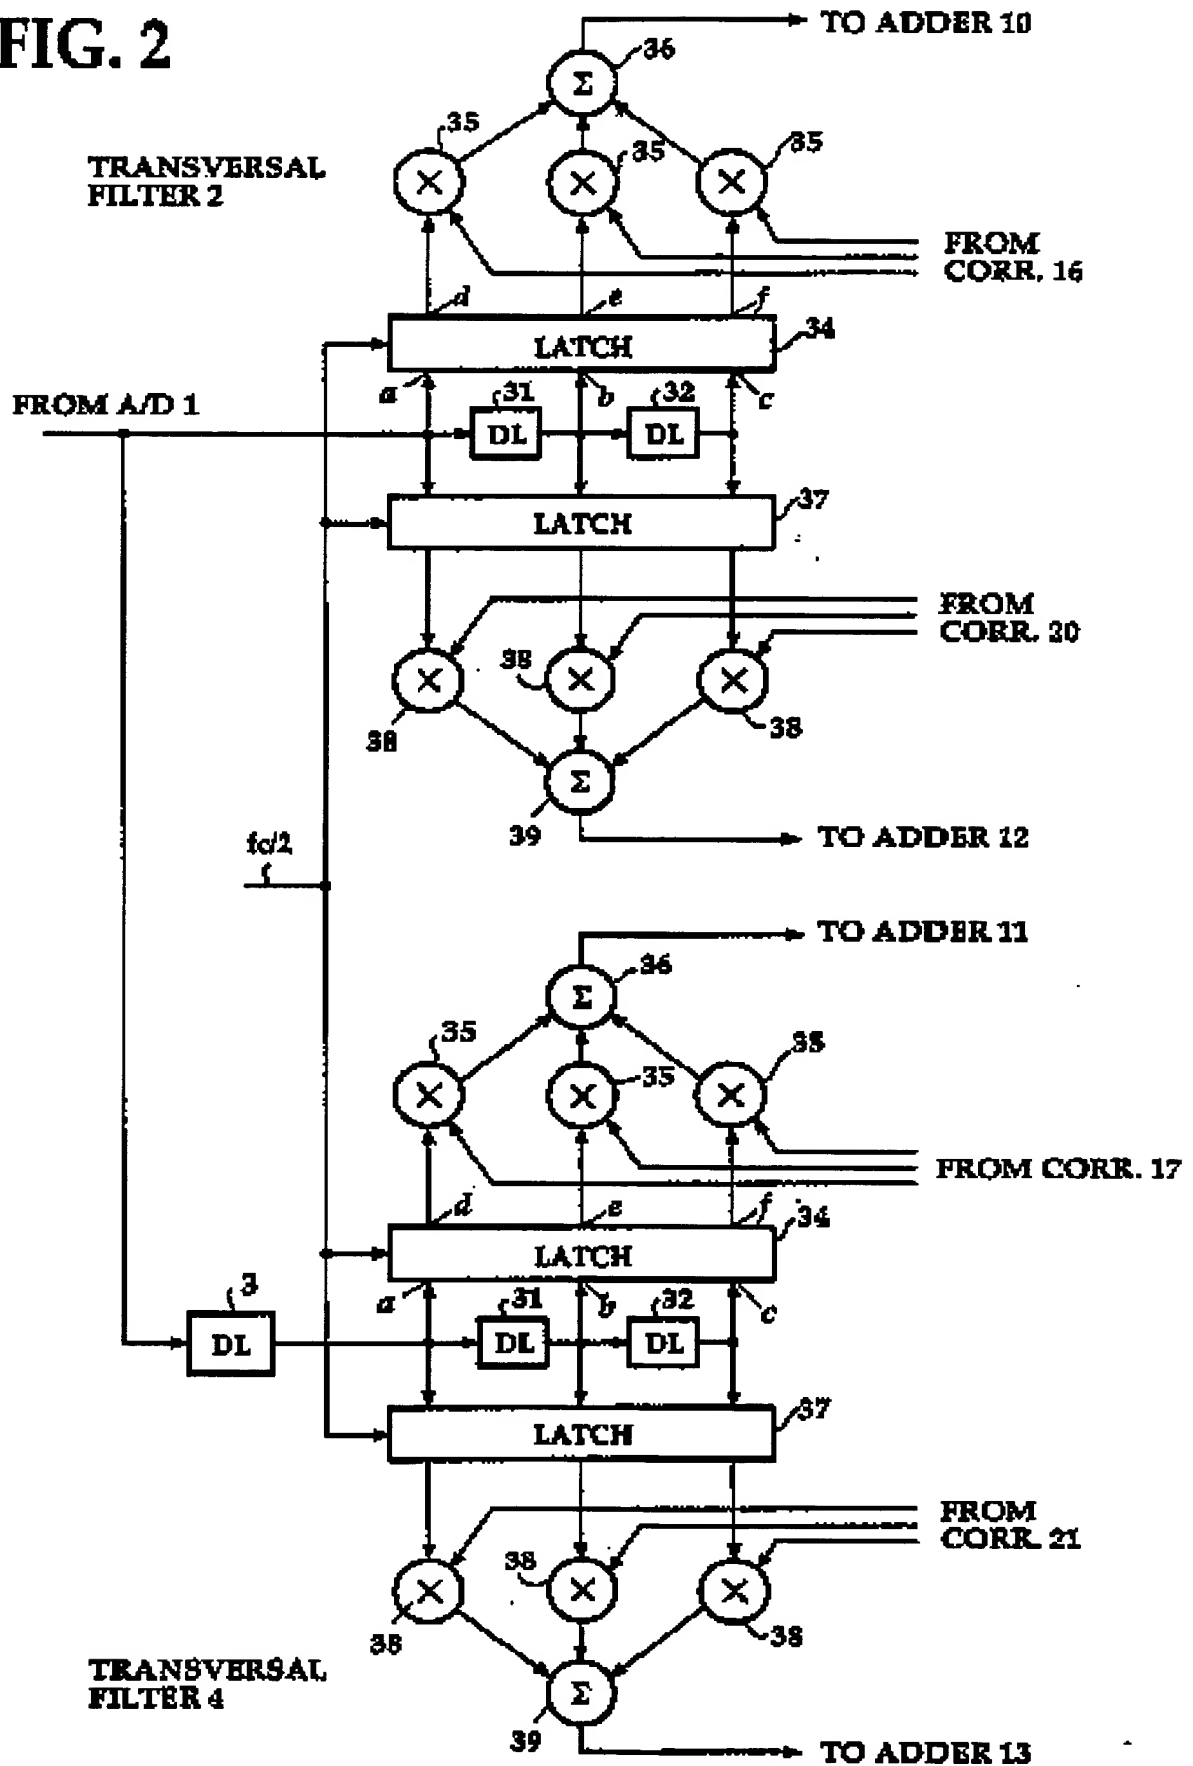 FIG. 2
TO ADDER 10
36
Σ
35
35
35
TRANSVERSAL
FILTER 2
× × ×
FROM
CORR. 16
d e f
LATCH
34
a b c
31 32
FROM A/D 1
DL DL
LATCH
37
FROM
CORR. 20
× × ×
38
38
38
Σ
39
TO ADDER 12
fc/2
TO ADDER 11
36
Σ
35
35
35
× × ×
FROM CORR. 17
d e f
LATCH
34
a b c
3
31 32
DL
DL DL
LATCH
37
FROM
CORR. 21
× × ×
38
38
38
TRANSVERSAL
FILTER 4
Σ
39
TO ADDER 13